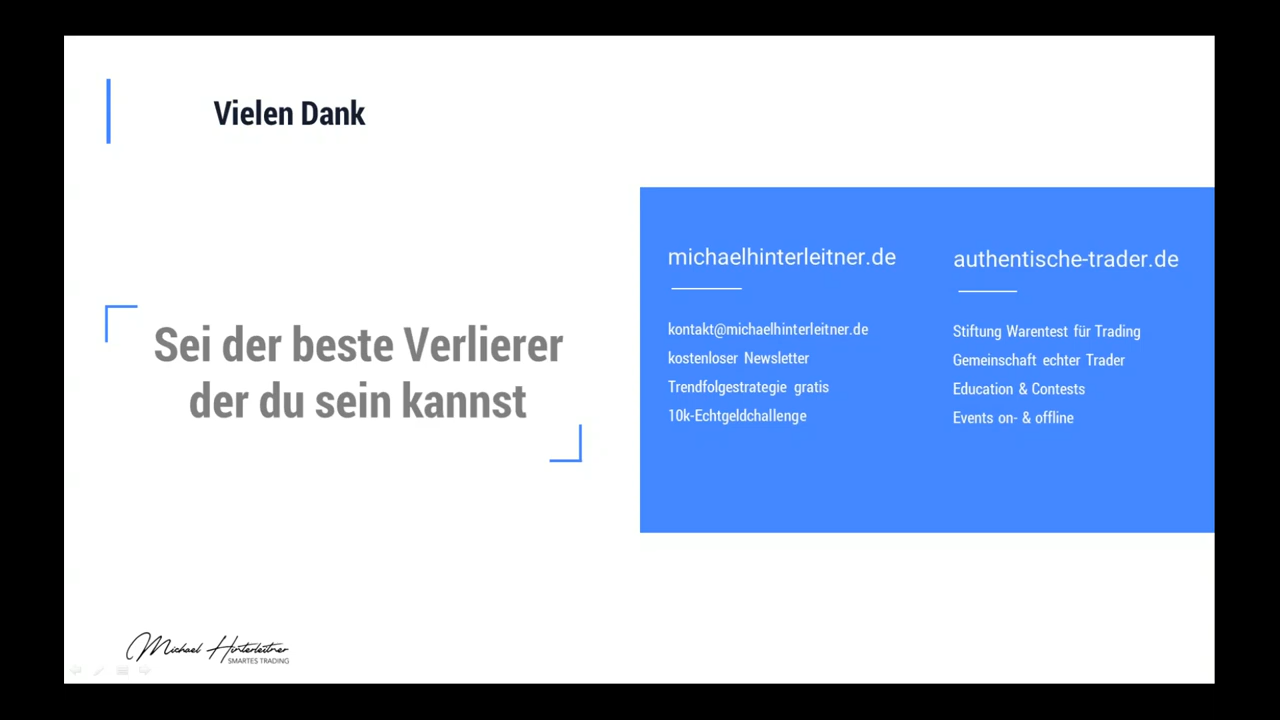 Vielen Dank
Sei der beste Verlierer
der du sein kannst
michaelhinterleitner.de
kontakt@michaelhinterleitner.de
kostenloser Newsletter
Trendfolgestrategie gratis
10k-Echtgeldchallenge
authentische-trader.de
Stiftung Warentest für Trading
Gemeinschaft echter Trader
Education & Contests
Events on- & offline
Michael Hinterleitner
SMARTES TRADING